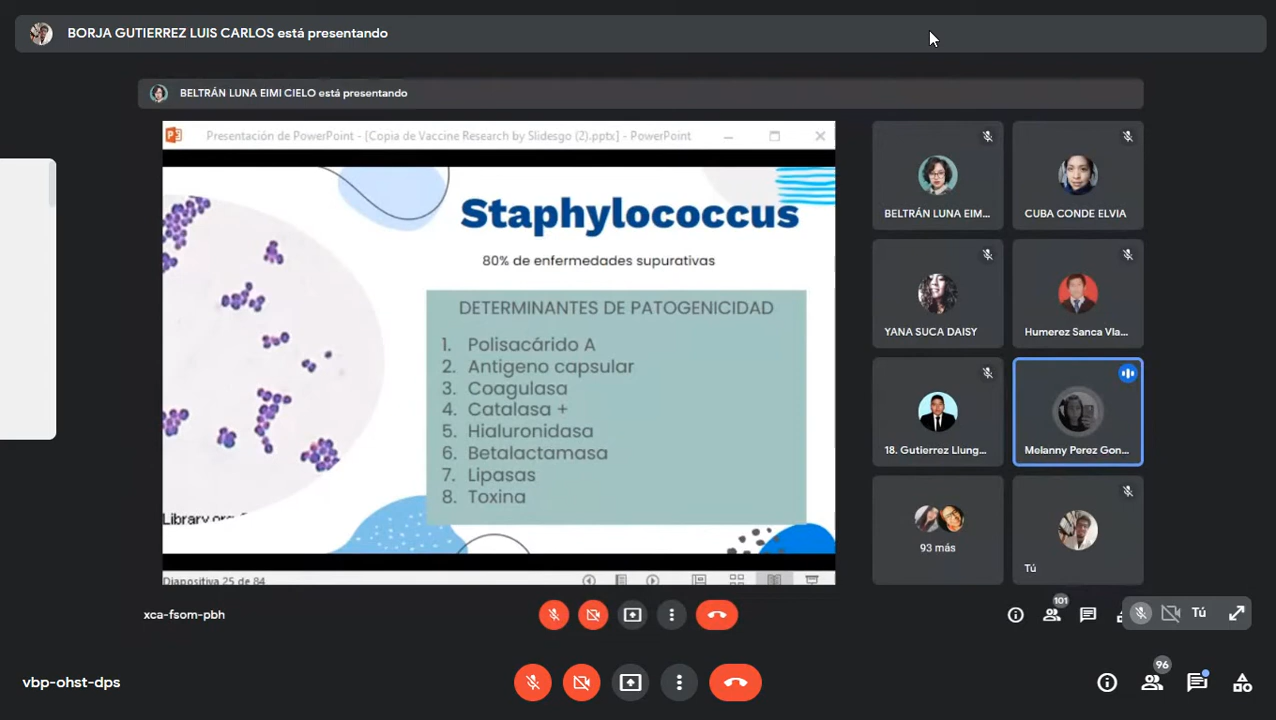 BORJA GUTIERREZ LUIS CARLOS está presentando
BELTRÁN LUNA EIMI CIELO está presentando
Presentación de PowerPoint - [Copia de Vaccine Research by Slidesgo (2).pptx] - PowerPoint
Staphylococcus
80% de enfermedades supurativas
DETERMINANTES DE PATOGENICIDAD
1. Polisacárido A
2. Antigeno capsular
3. Coagulasa
4. Catalasa +
5. Hialuronidasa
6. Betalactamasa
7. Lipasas
8. Toxina
Library.org
Diapositiva 25 de 84
BELTRÁN LUNA EIM...
CUBA CONDE ELVIA
YANA SUCA DAISY
Humerez Sanca Vla...
18. Gutierrez Llung...
Melanny Perez Gon...
93 más
Tú
xca-fsom-pbh
101
Tú
vbp-ohst-dps
96